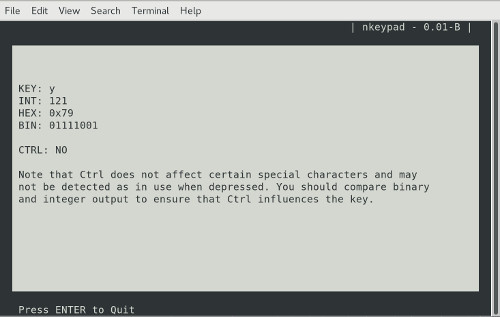 File Edit View Search Terminal Help
| nkeypad - 0.01-B |
KEY: y
INT: 121
HEX: 0x79
BIN: 01111001
CTRL: NO
Note that Ctrl does not affect certain special characters and may
not be detected as in use when depressed. You should compare binary
and integer output to ensure that Ctrl influences the key.
Press ENTER to Quit